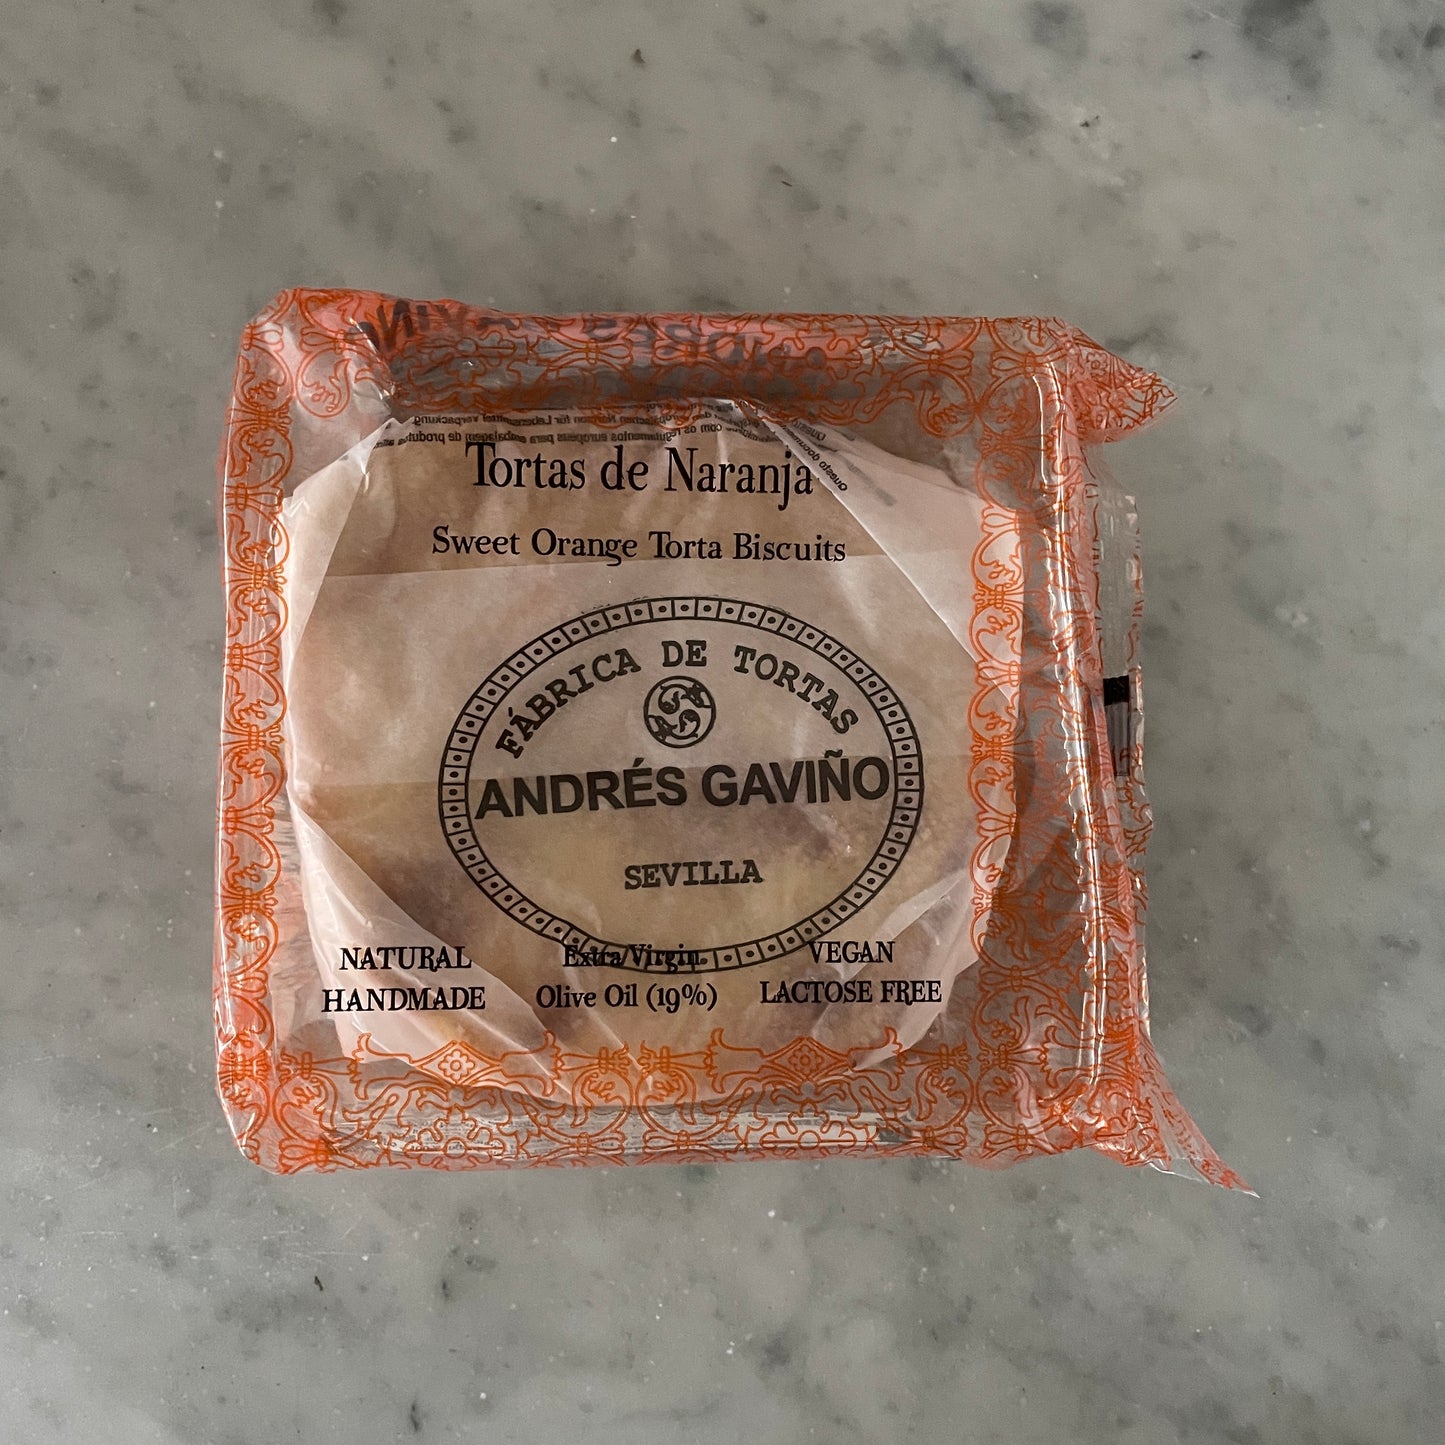 Tortas de Naranja
Sweet Orange Torta Biscuits
FÁBRICA DE TORTAS
ANDRÉS GAVIÑO
SEVILLA
NATURAL
HANDMADE
Extra Virgin
Olive Oil (19%)
VEGAN
LACTOSE FREE